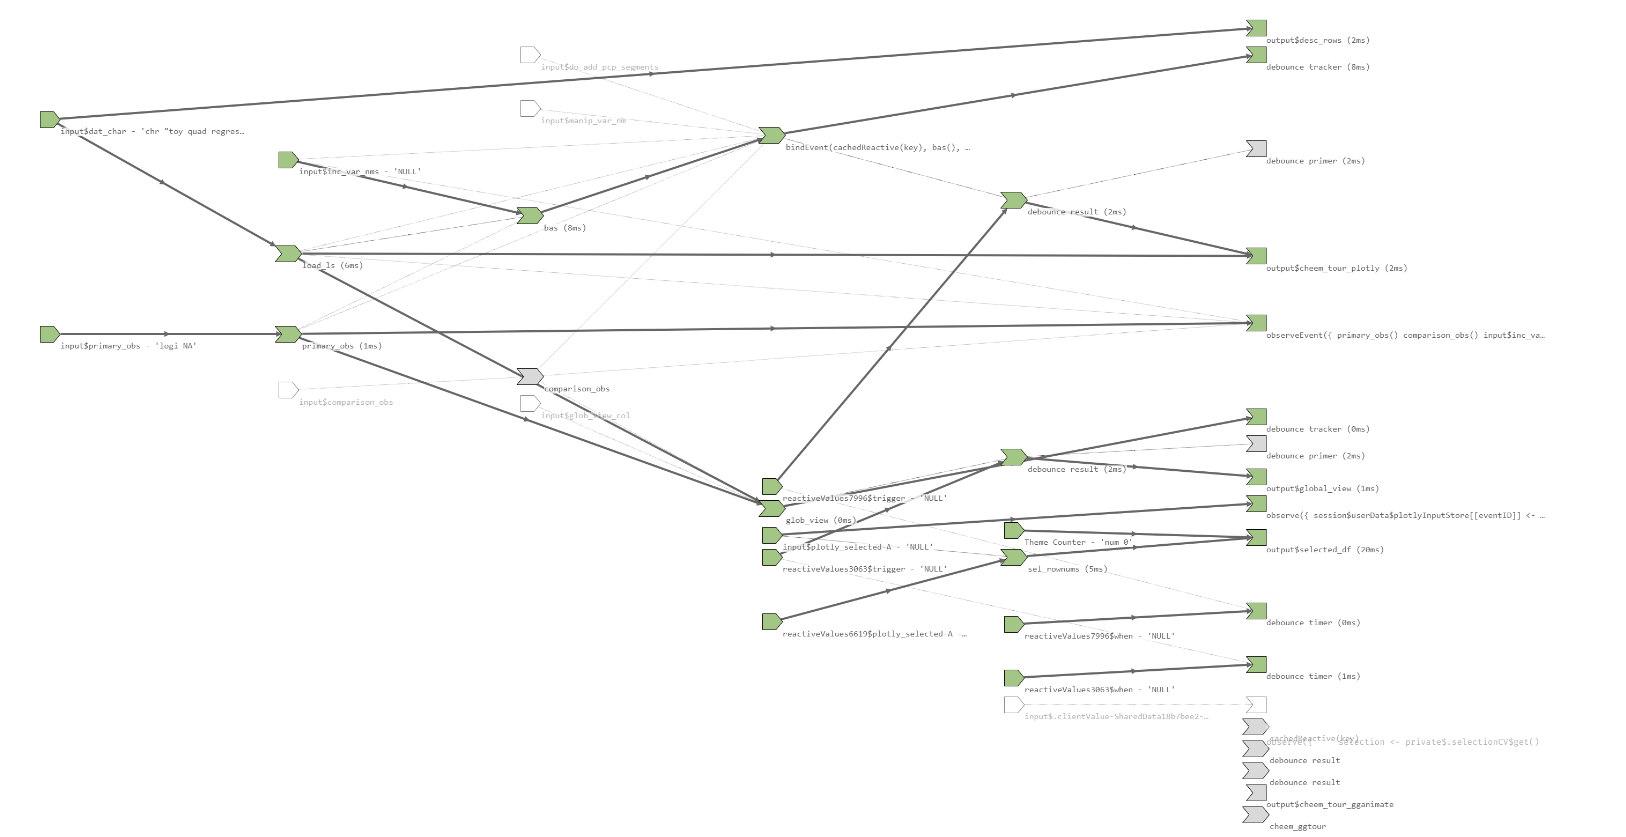 output$desc_rows (2ms)
input$do_add_pcp_segments
debounce tracker (8ms)
input$manip_var_nm
input$dat_char - 'chr "toy quad regres…
bindEvent(cachedReactive(key), bas(), …
debounce primer (2ms)
input$inc_var_nms - 'NULL'
debounce result (2ms)
bas (8ms)
load_ls (6ms)
output$cheem_tour_plotly (2ms)
observeEvent({ primary_obs() comparison_obs() input$inc_va…
input$primary_obs - 'logi NA'
primary_obs (1ms)
comparison_obs
input$comparison_obs
input$glob_view_col
debounce tracker (0ms)
debounce primer (2ms)
debounce result (2ms)
output$global_view (1ms)
reactiveValues7996$trigger - 'NULL'
observe({ session$userData$plotlyInputStore[[eventID]] <- …
glob_view (0ms)
Theme Counter - 'num 0'
input$plotly_selected-A - 'NULL'
output$selected_df (20ms)
reactiveValues3063$trigger - 'NULL'
sel_rownums (5ms)
debounce timer (0ms)
reactiveValues6619$plotly_selected-A -…
reactiveValues7996$when - 'NULL'
debounce timer (1ms)
reactiveValues3063$when - 'NULL'
input$.clientValue-SharedData18b7bee2-…
cachedReactive(key)
observe({ selection <- private$.selectionCV$get()
debounce result
debounce result
output$cheem_tour_gganimate
cheem_ggtour